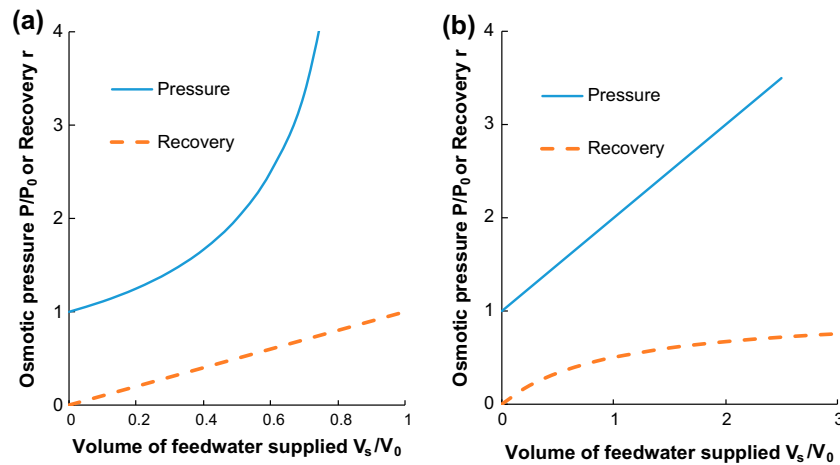 (a)
Osmotic pressure P/P0 or Recovery r
4
3
2
1
0
Pressure
Recovery
0
0.2
0.4
0.6
0.8
1
Volume of feedwater supplied Vs/V0
(b)
Osmotic pressure P/P0 or Recovery r
4
3
2
1
0
Pressure
Recovery
0
1
2
3
Volume of feedwater supplied Vs/V0